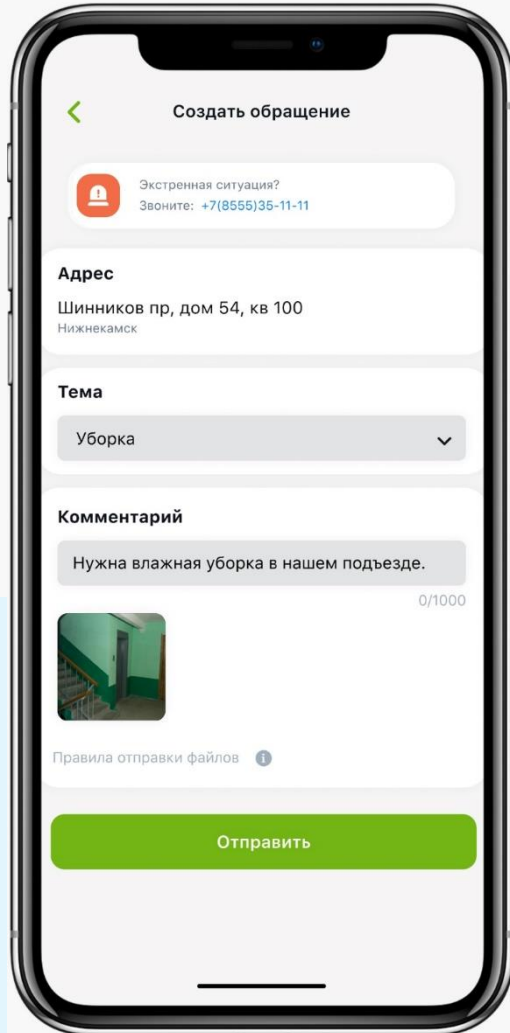 Создать обращение
Экстренная ситуация?
Звоните: +7(8555)35-11-11
Адрес
Шинников пр, дом 54, кв 100
Нижнекамск
Тема
Уборка
Комментарий
Нужна влажная уборка в нашем подъезде.
0/1000
Правила отправки файлов
Отправить